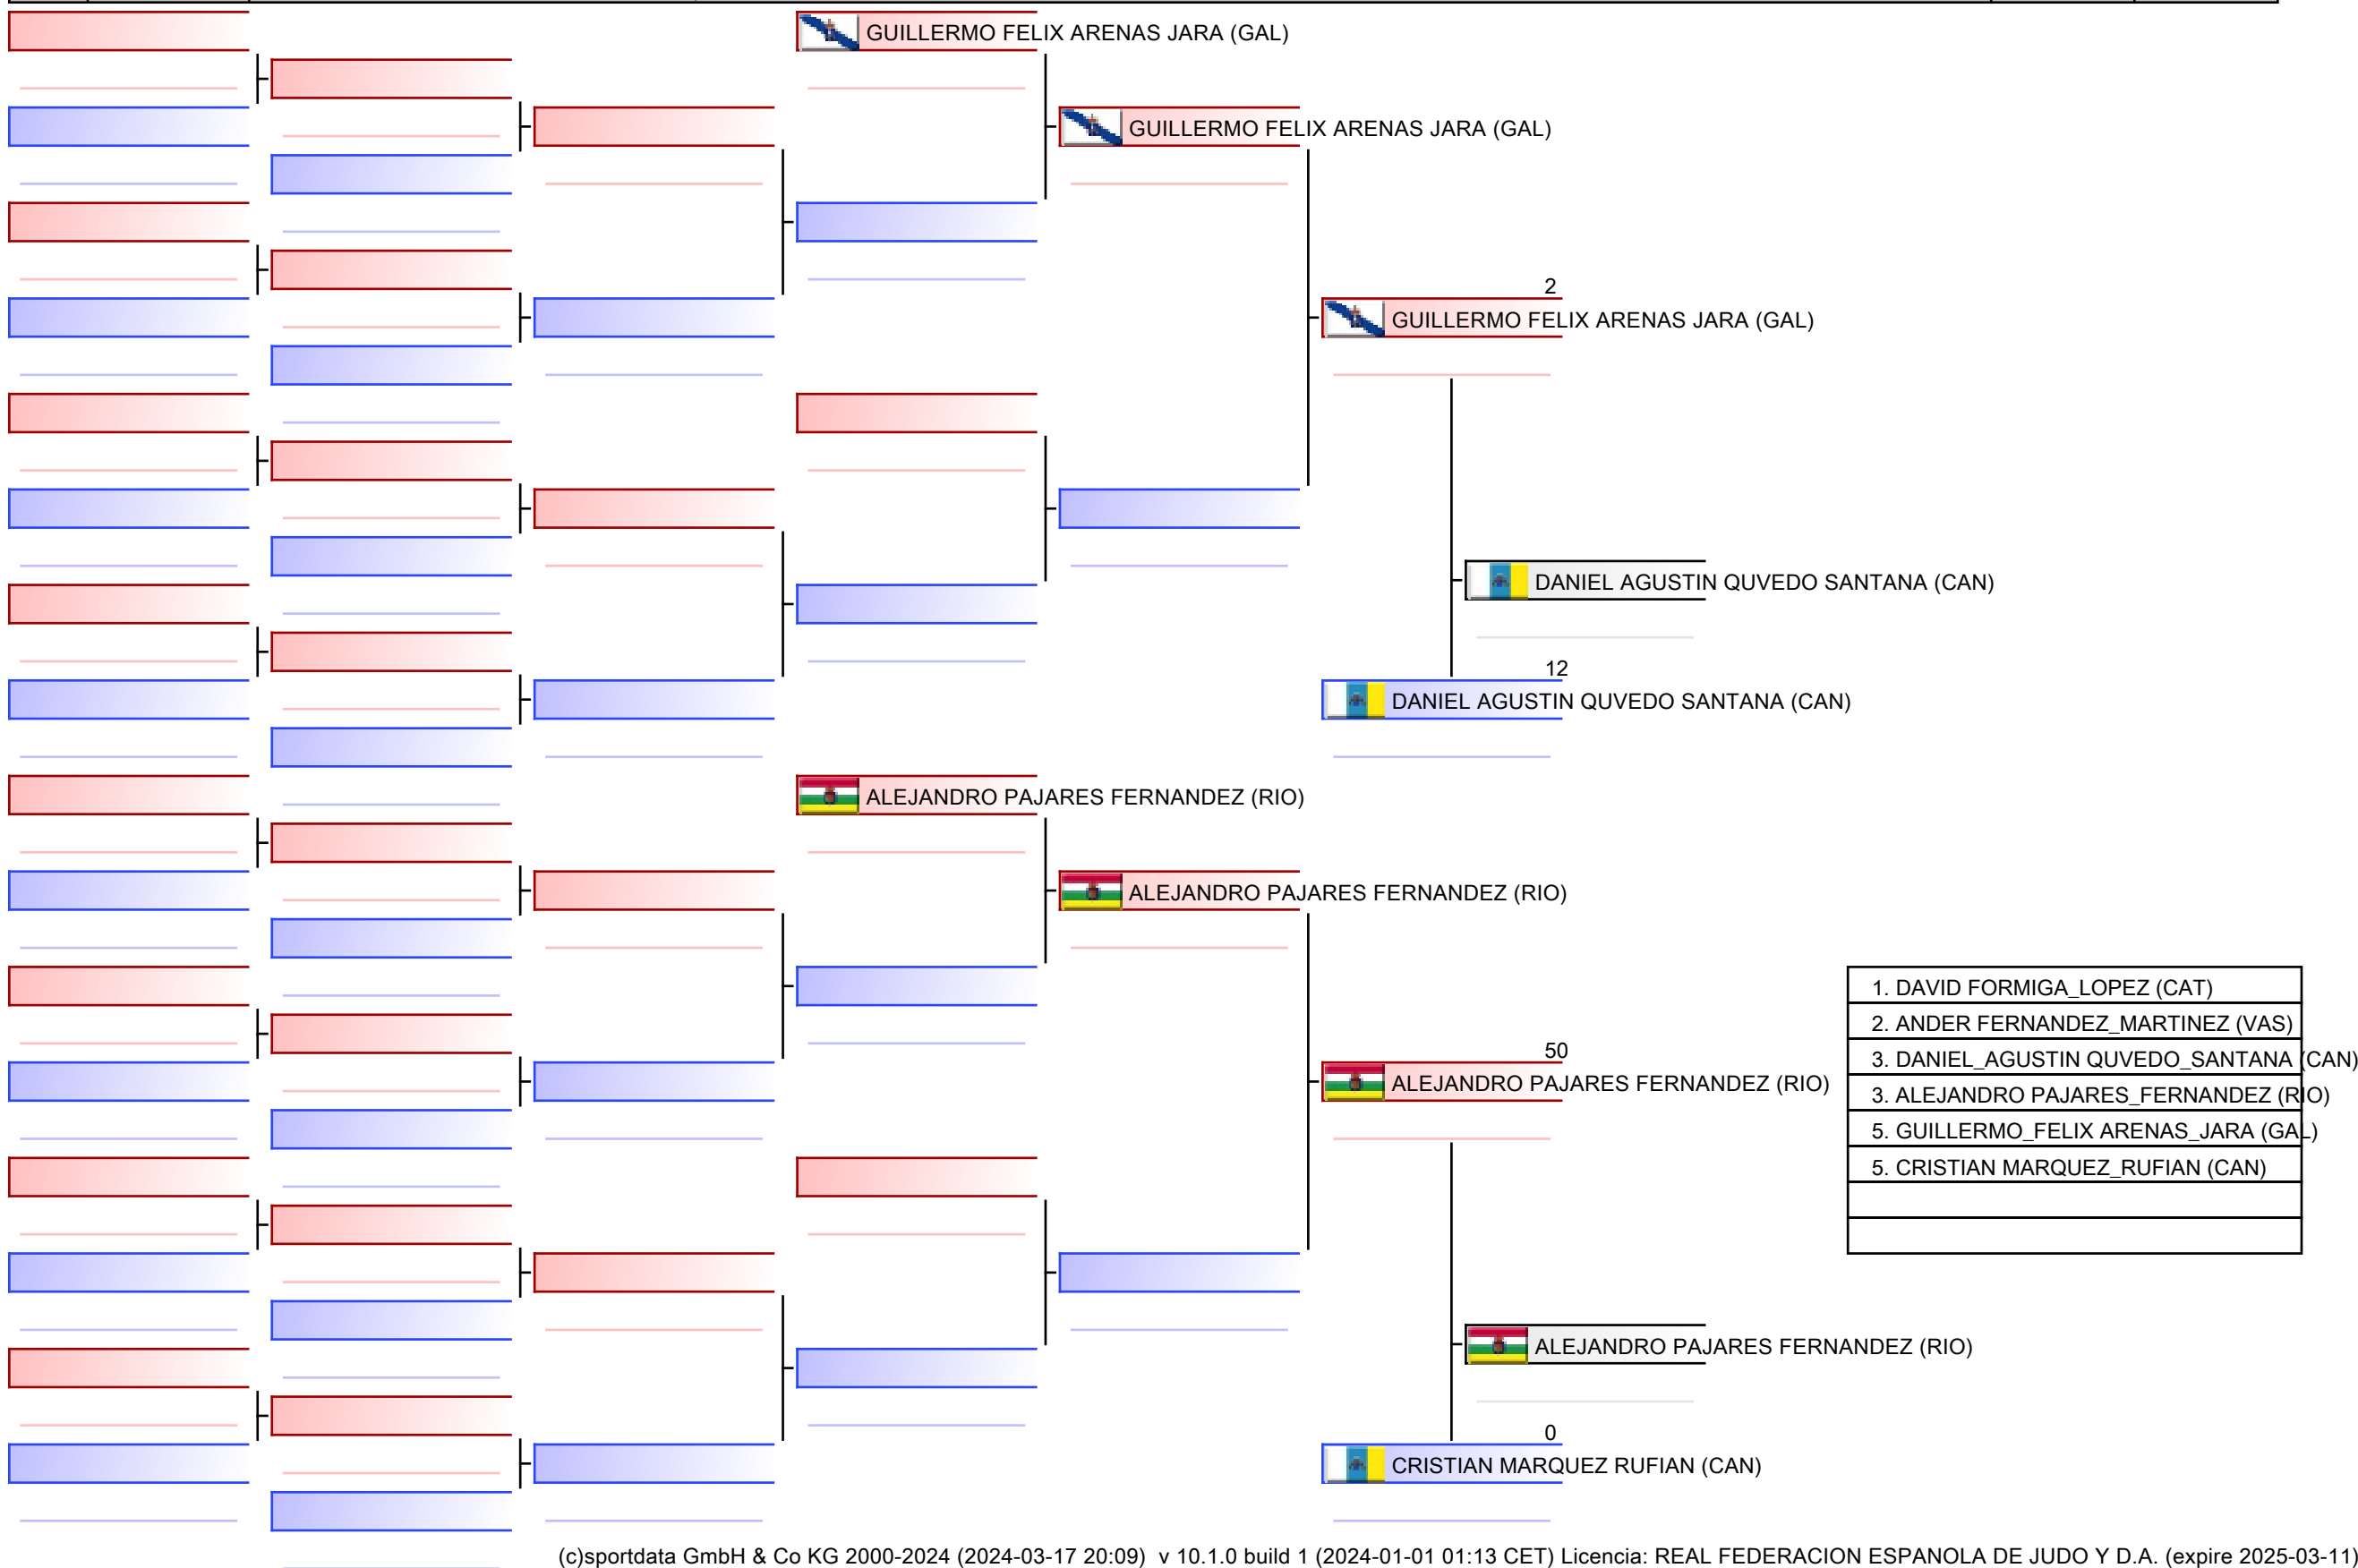 GUILLERMO FELIX ARENAS JARA (GAL)
GUILLERMO FELIX ARENAS JARA (GAL)
2
GUILLERMO FELIX ARENAS JARA (GAL)
DANIEL AGUSTIN QUVEDO SANTANA (CAN)
12
DANIEL AGUSTIN QUVEDO SANTANA (CAN)
ALEJANDRO PAJARES FERNANDEZ (RIO)
ALEJANDRO PAJARES FERNANDEZ (RIO)
50
ALEJANDRO PAJARES FERNANDEZ (RIO)
ALEJANDRO PAJARES FERNANDEZ (RIO)
0
CRISTIAN MARQUEZ RUFIAN (CAN)
1. DAVID FORMIGA_LOPEZ (CAT)
2. ANDER FERNANDEZ_MARTINEZ (VAS)
3. DANIEL_AGUSTIN QUVEDO_SANTANA (CAN)
3. ALEJANDRO PAJARES_FERNANDEZ (RIO)
5. GUILLERMO_FELIX ARENAS_JARA (GAL)
5. CRISTIAN MARQUEZ_RUFIAN (CAN)
(c)sportdata GmbH & Co KG 2000-2024 (2024-03-17 20:09) v 10.1.0 build 1 (2024-01-01 01:13 CET) Licencia: REAL FEDERACION ESPANOLA DE JUDO Y D.A. (expire 2025-03-11)